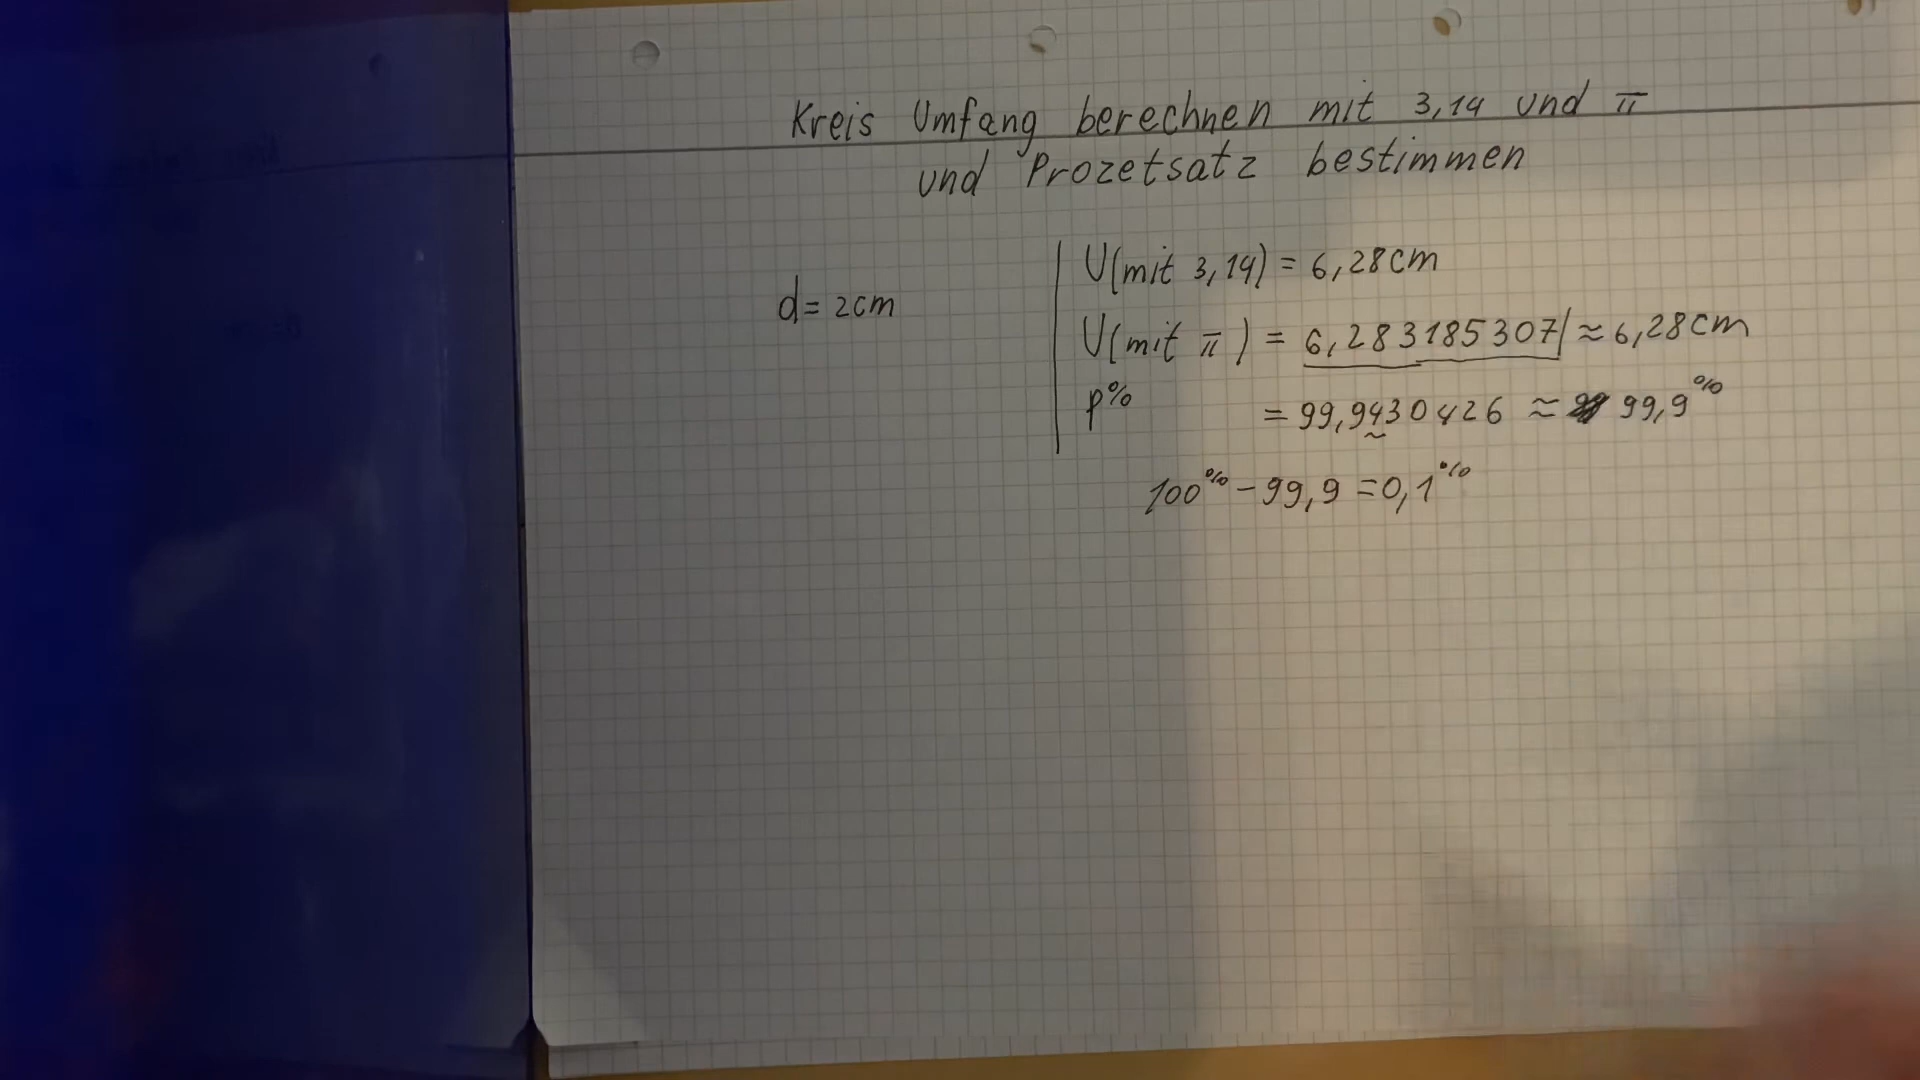 Kreis Umfang berechnen mit 3,14 und π
und Prozetsatz bestimmen
d = 2cm
U(mit 3,14) = 6,28cm
U(mit π) = 6,283185307 ≈ 6,28cm
p% = 99,9430426 ≈ 99,9%
100% - 99,9 = 0,1%